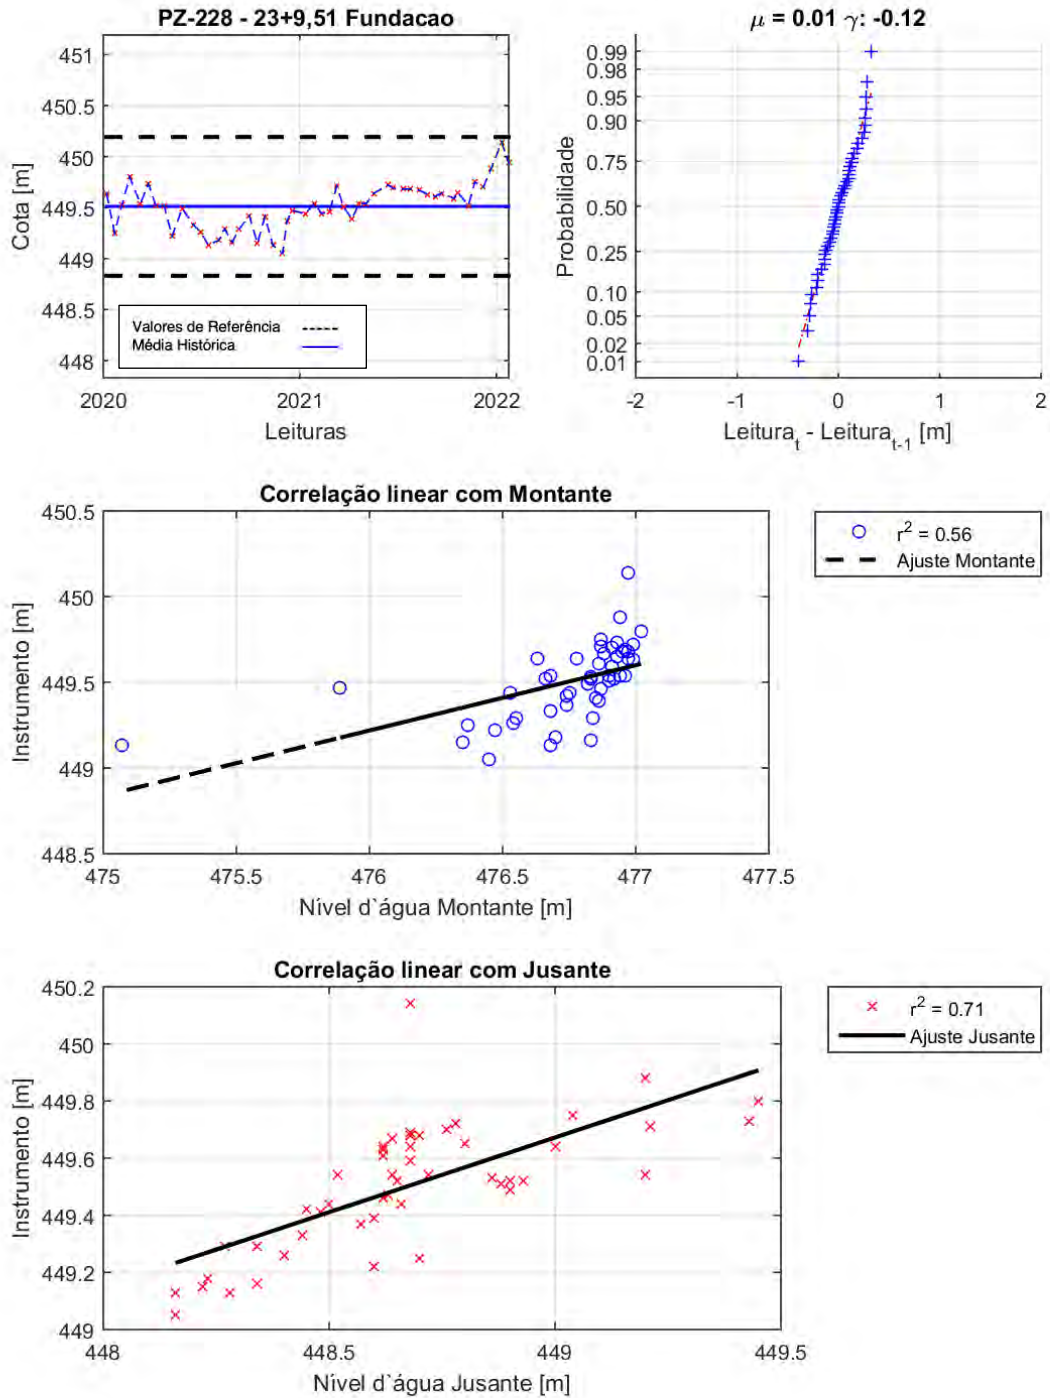 PZ-228 - 23+9,51 Fundacao
451
450.5
450
449.5
449
448.5
448
Cota [m]
Valores de Referência
Média Histórica
2020
2021
2022
Leituras
μ = 0.01 γ: -0.12
0.99
0.98
0.95
0.90
0.75
0.50
0.25
0.10
0.05
0.02
0.01
Probabilidade
-2
-1
0
1
2
Leitura_t - Leitura_t-1 [m]
Correlação linear com Montante
450.5
450
449.5
449
448.5
Instrumento [m]
475
475.5
476
476.5
477
477.5
Nível d`água Montante [m]
r² = 0.56
Ajuste Montante
Correlação linear com Jusante
450.2
450
449.8
449.6
449.4
449.2
449
Instrumento [m]
448
448.5
449
449.5
Nível d`água Jusante [m]
r² = 0.71
Ajuste Jusante